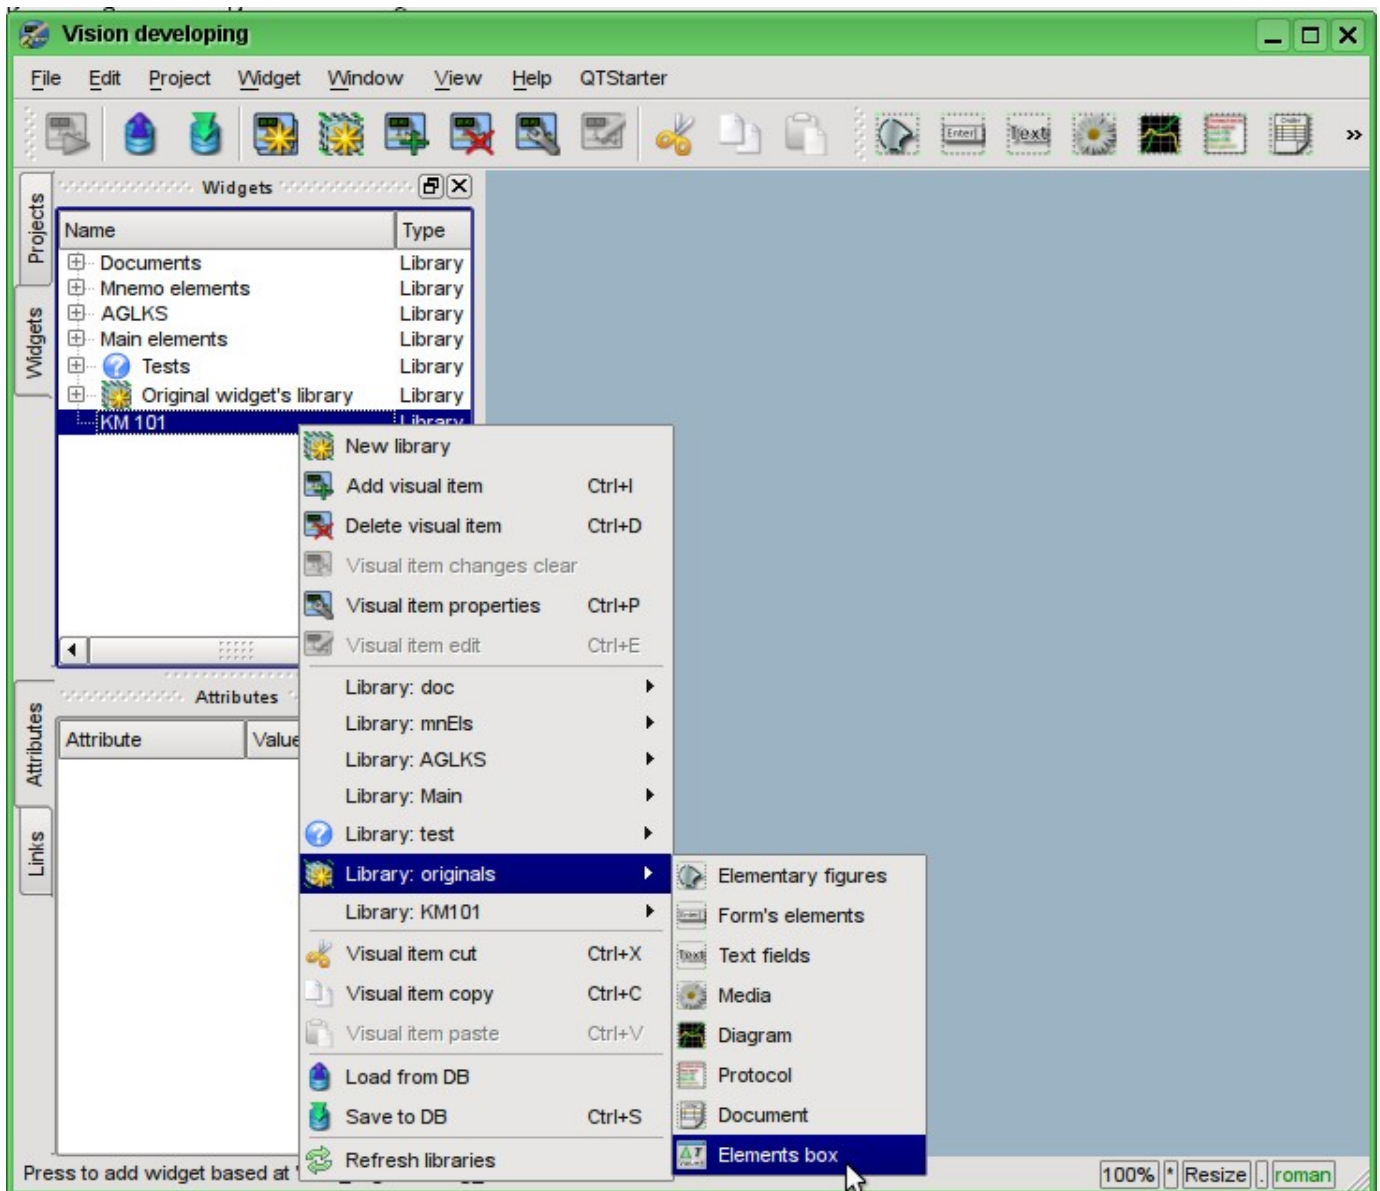 Vision developing
File Edit Project Widget Window View Help QTStarter
Enter| Text »
Projects
Widgets
Widgets
Name Type
Documents Library
Mnemo elements Library
AGLKS Library
Main elements Library
Tests Library
Original widget's library Library
KM 101 Library
New library
Add visual item Ctrl+I
Delete visual item Ctrl+D
Visual item changes clear
Visual item properties Ctrl+P
Visual item edit Ctrl+E
Library: doc
Library: mnEls
Library: AGLKS
Library: Main
Library: test
Library: originals
Library: KM101
Visual item cut Ctrl+X
Visual item copy Ctrl+C
Visual item paste Ctrl+V
Load from DB
Save to DB Ctrl+S
Refresh libraries
Elementary figures
Form's elements
Text fields
Media
Diagram
Protocol
Document
Elements box
Attributes
Links
Attributes
Attribute Value
Press to add widget based at '
100% * Resize . roman